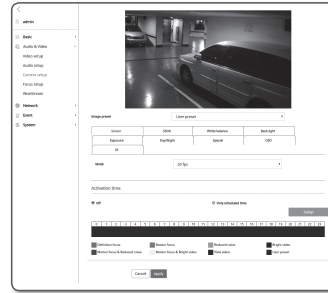 admin
Basic
Audio & Video
Video setup
Audio setup
Camera setup
Focus setup
WiseStream
Network
Event
System
Image preset
User preset
Sensor
SSDR
White balance
Back light
Exposure
Day/Night
Special
OSD
IR
Mode
30 fps
Activation time
Off
Only scheduled time
Setup
0 1 2 3 4 5 6 7 8 9 10 11 12 13 14 15 16 17 18 19 20 21 22 23
Definition focus
Motion focus
Reduced noise
Bright video
Motion focus & Reduced noise
Motion focus & Bright video
Vivid video
User preset
Cancel
Apply